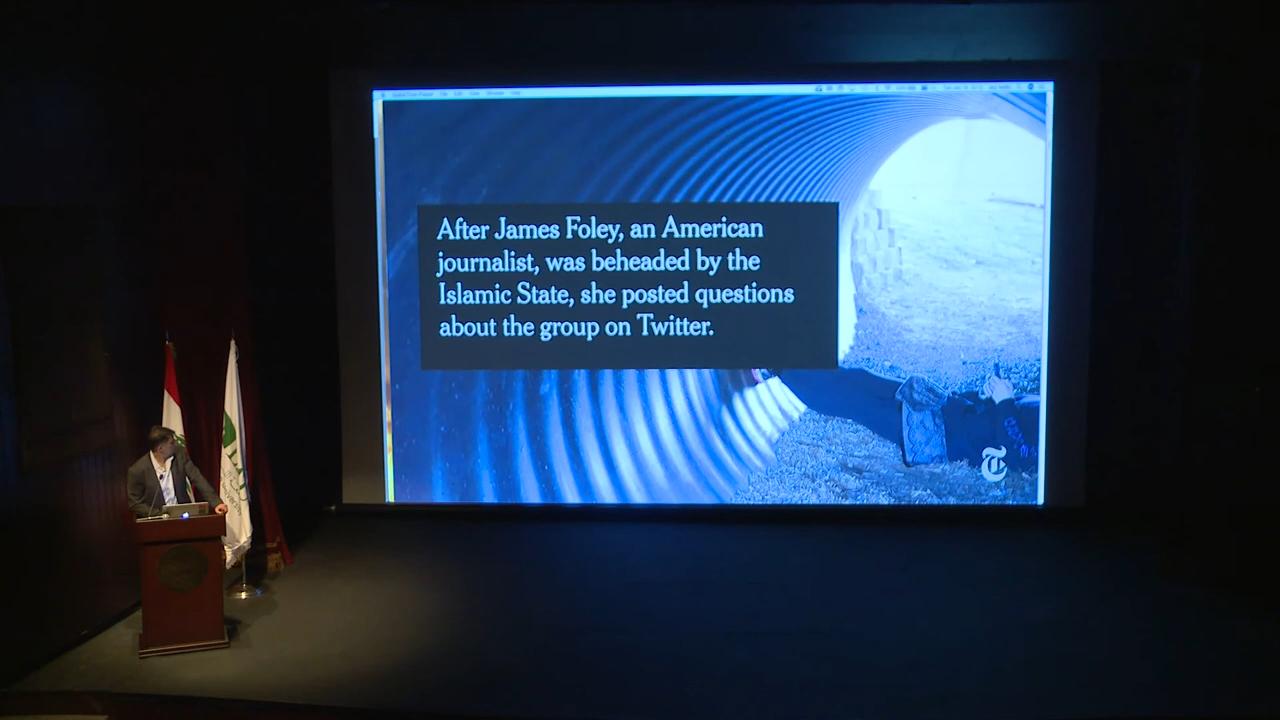 After James Foley, an American
journalist, was beheaded by the
Islamic State, she posted questions
about the group on Twitter.
T